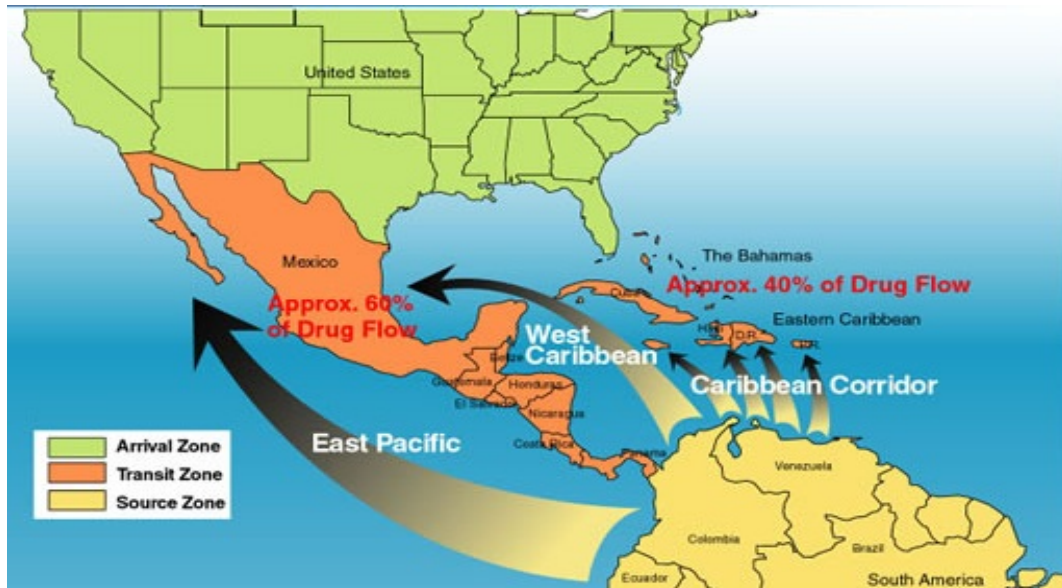 United States
The Bahamas
Mexico
Approx. 60%
of Drug Flow
Approx. 40% of Drug Flow
Eastern Caribbean
D.R.
West
Caribbean
Belize
Caribbean Corridor
Guatemala
Honduras
El Salvador
Nicaragua
East Pacific
Costa Rica
Panama
Arrival Zone
Transit Zone
Source Zone
Venezuela
Colombia
Brazil
Ecuador
South America